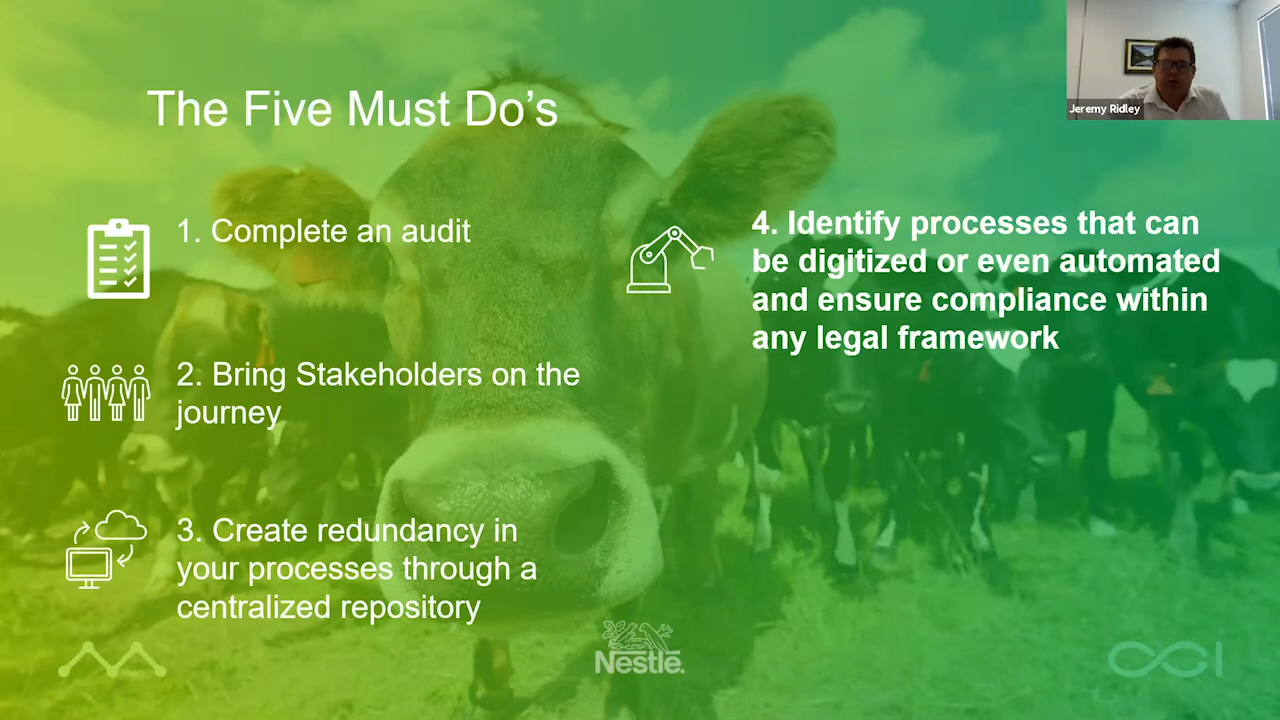 The Five Must Do’s
1. Complete an audit
2. Bring Stakeholders on the
journey
3. Create redundancy in
your processes through a
centralized repository
4. Identify processes that can
be digitized or even automated
and ensure compliance within
any legal framework
Jeremy Ridley
Nestlé.
CCI